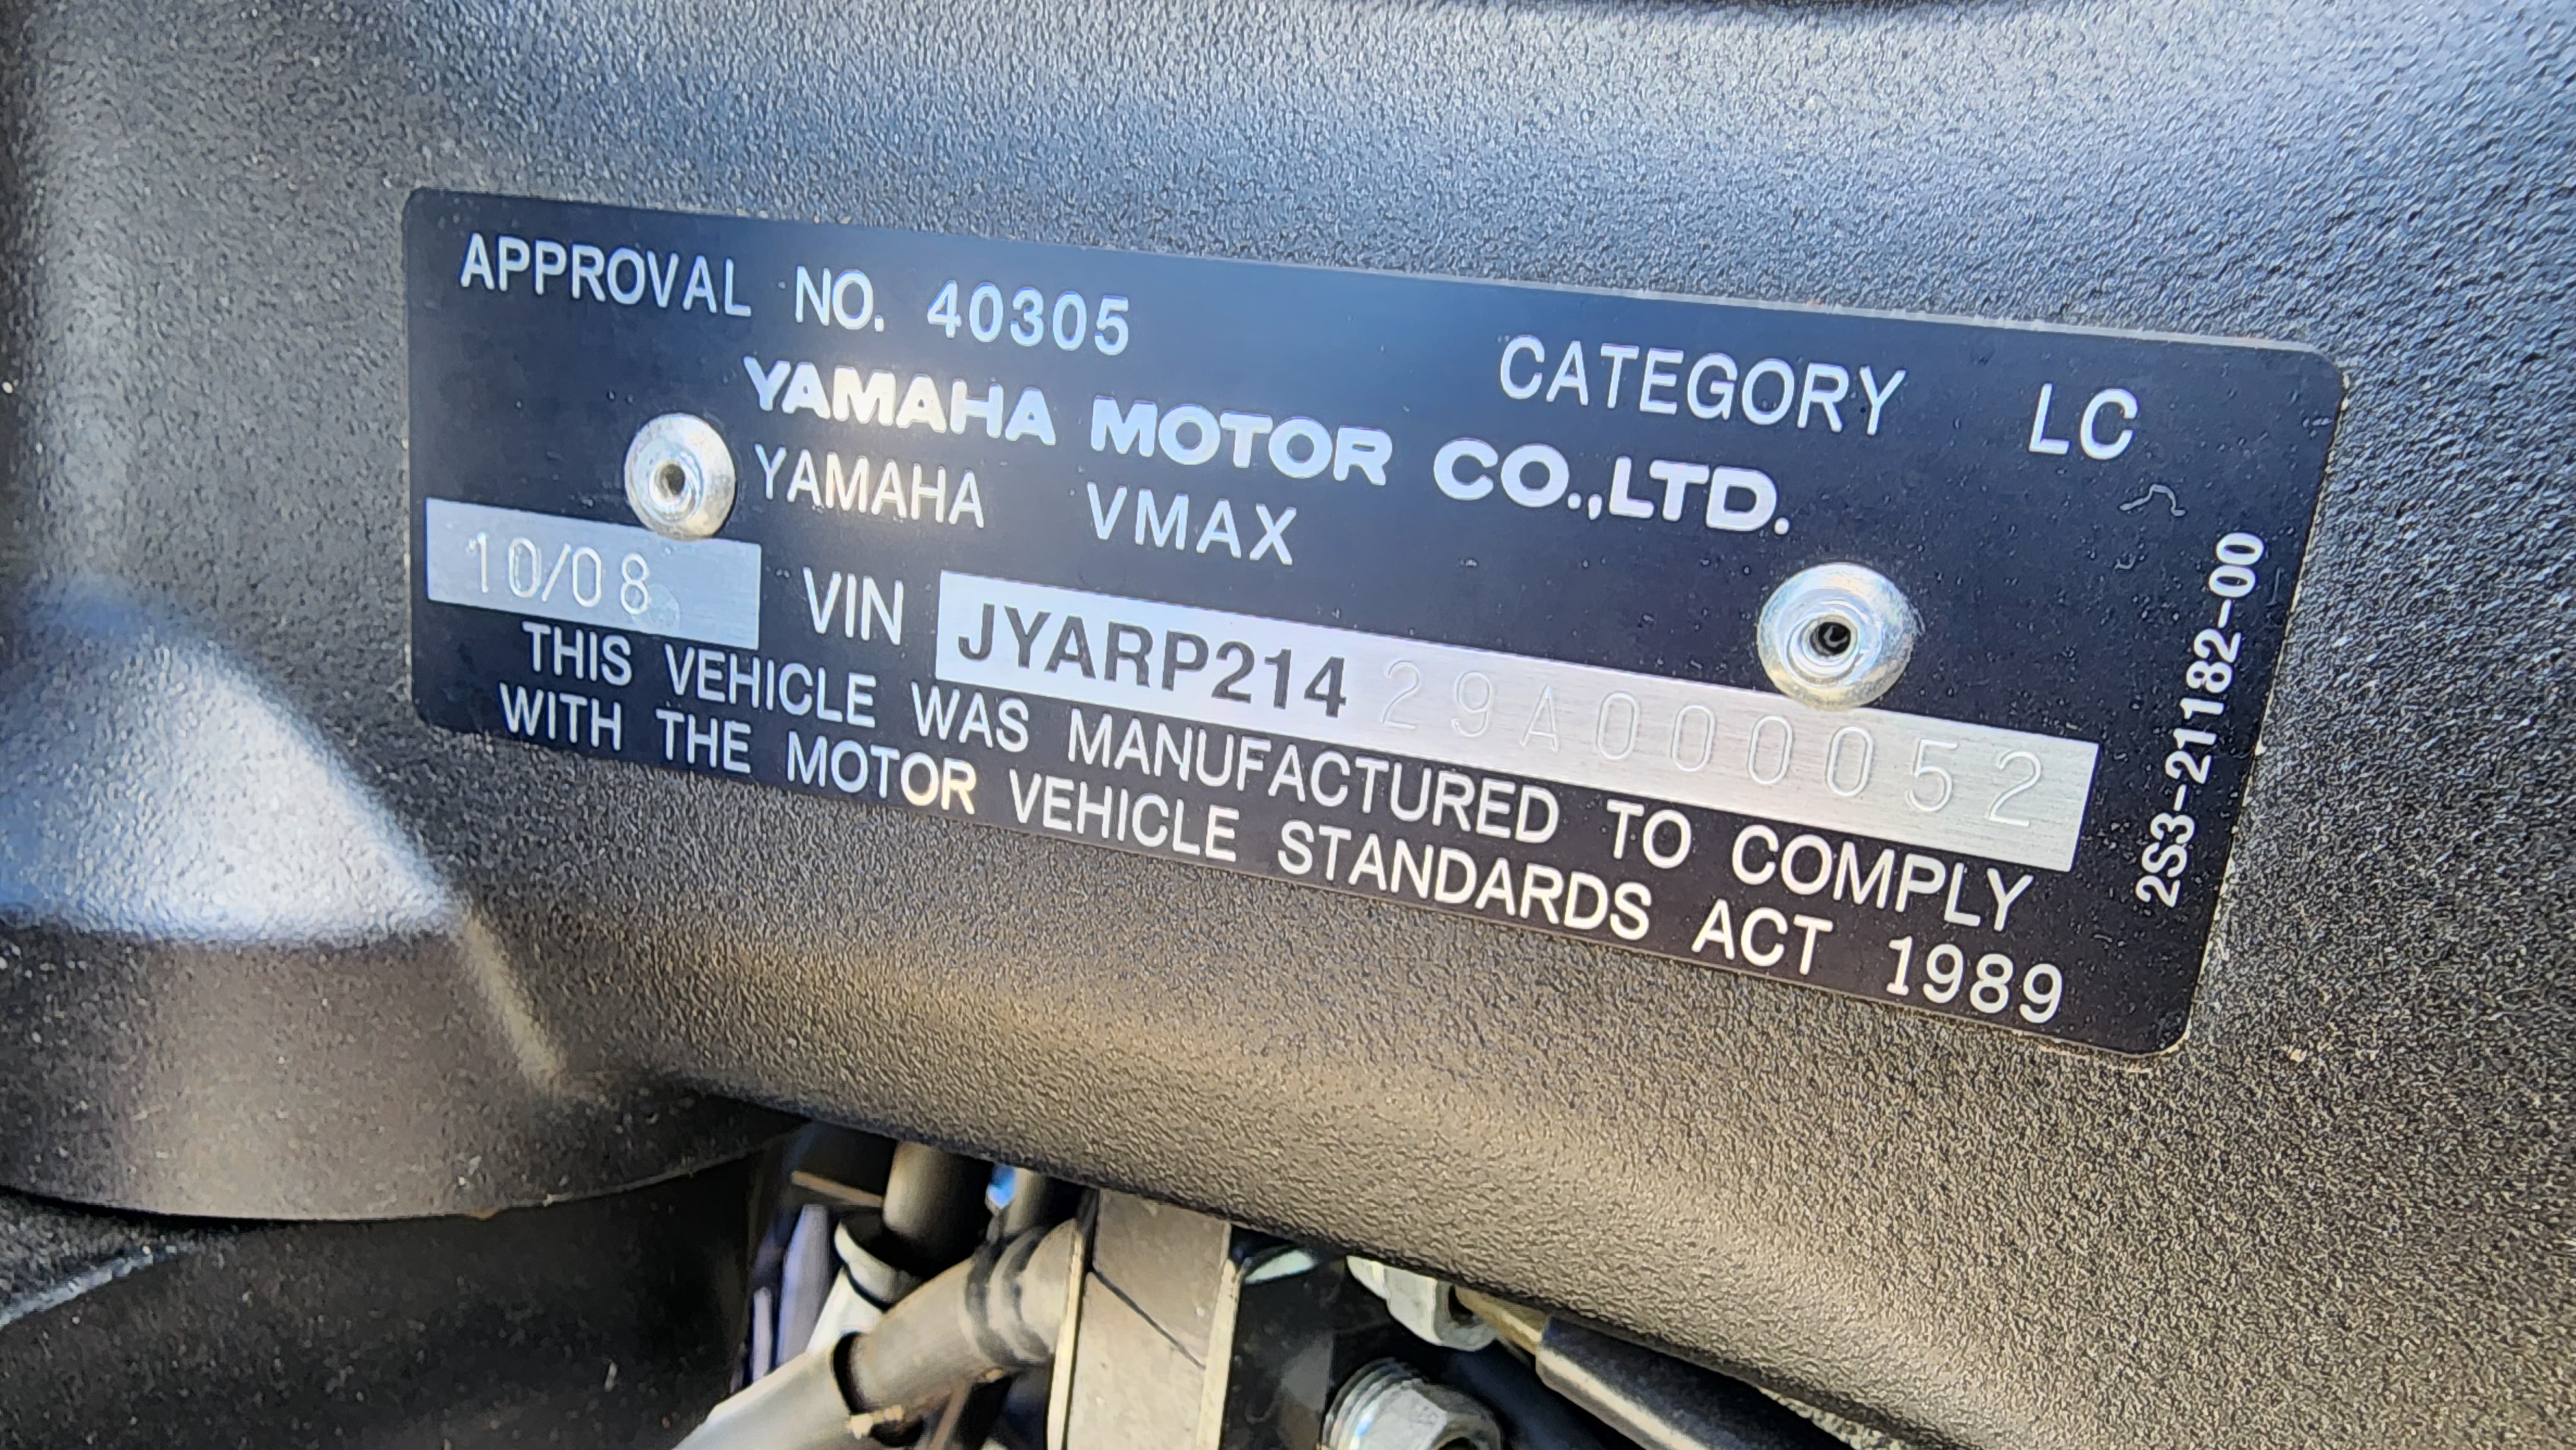 APPROVAL NO. 40305
CATEGORY LC
YAMAHA MOTOR CO.,LTD.
YAMAHA VMAX
10/08 VIN JYARP214 29A000052
THIS VEHICLE WAS MANUFACTURED TO COMPLY
WITH THE MOTOR VEHICLE STANDARDS ACT 1989
2S3-21182-00